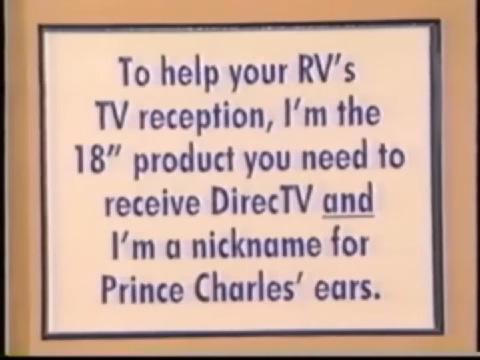 To help your RV's
TV reception, I'm the
18" product you need to
receive DirecTV and
I'm a nickname for
Prince Charles' ears.